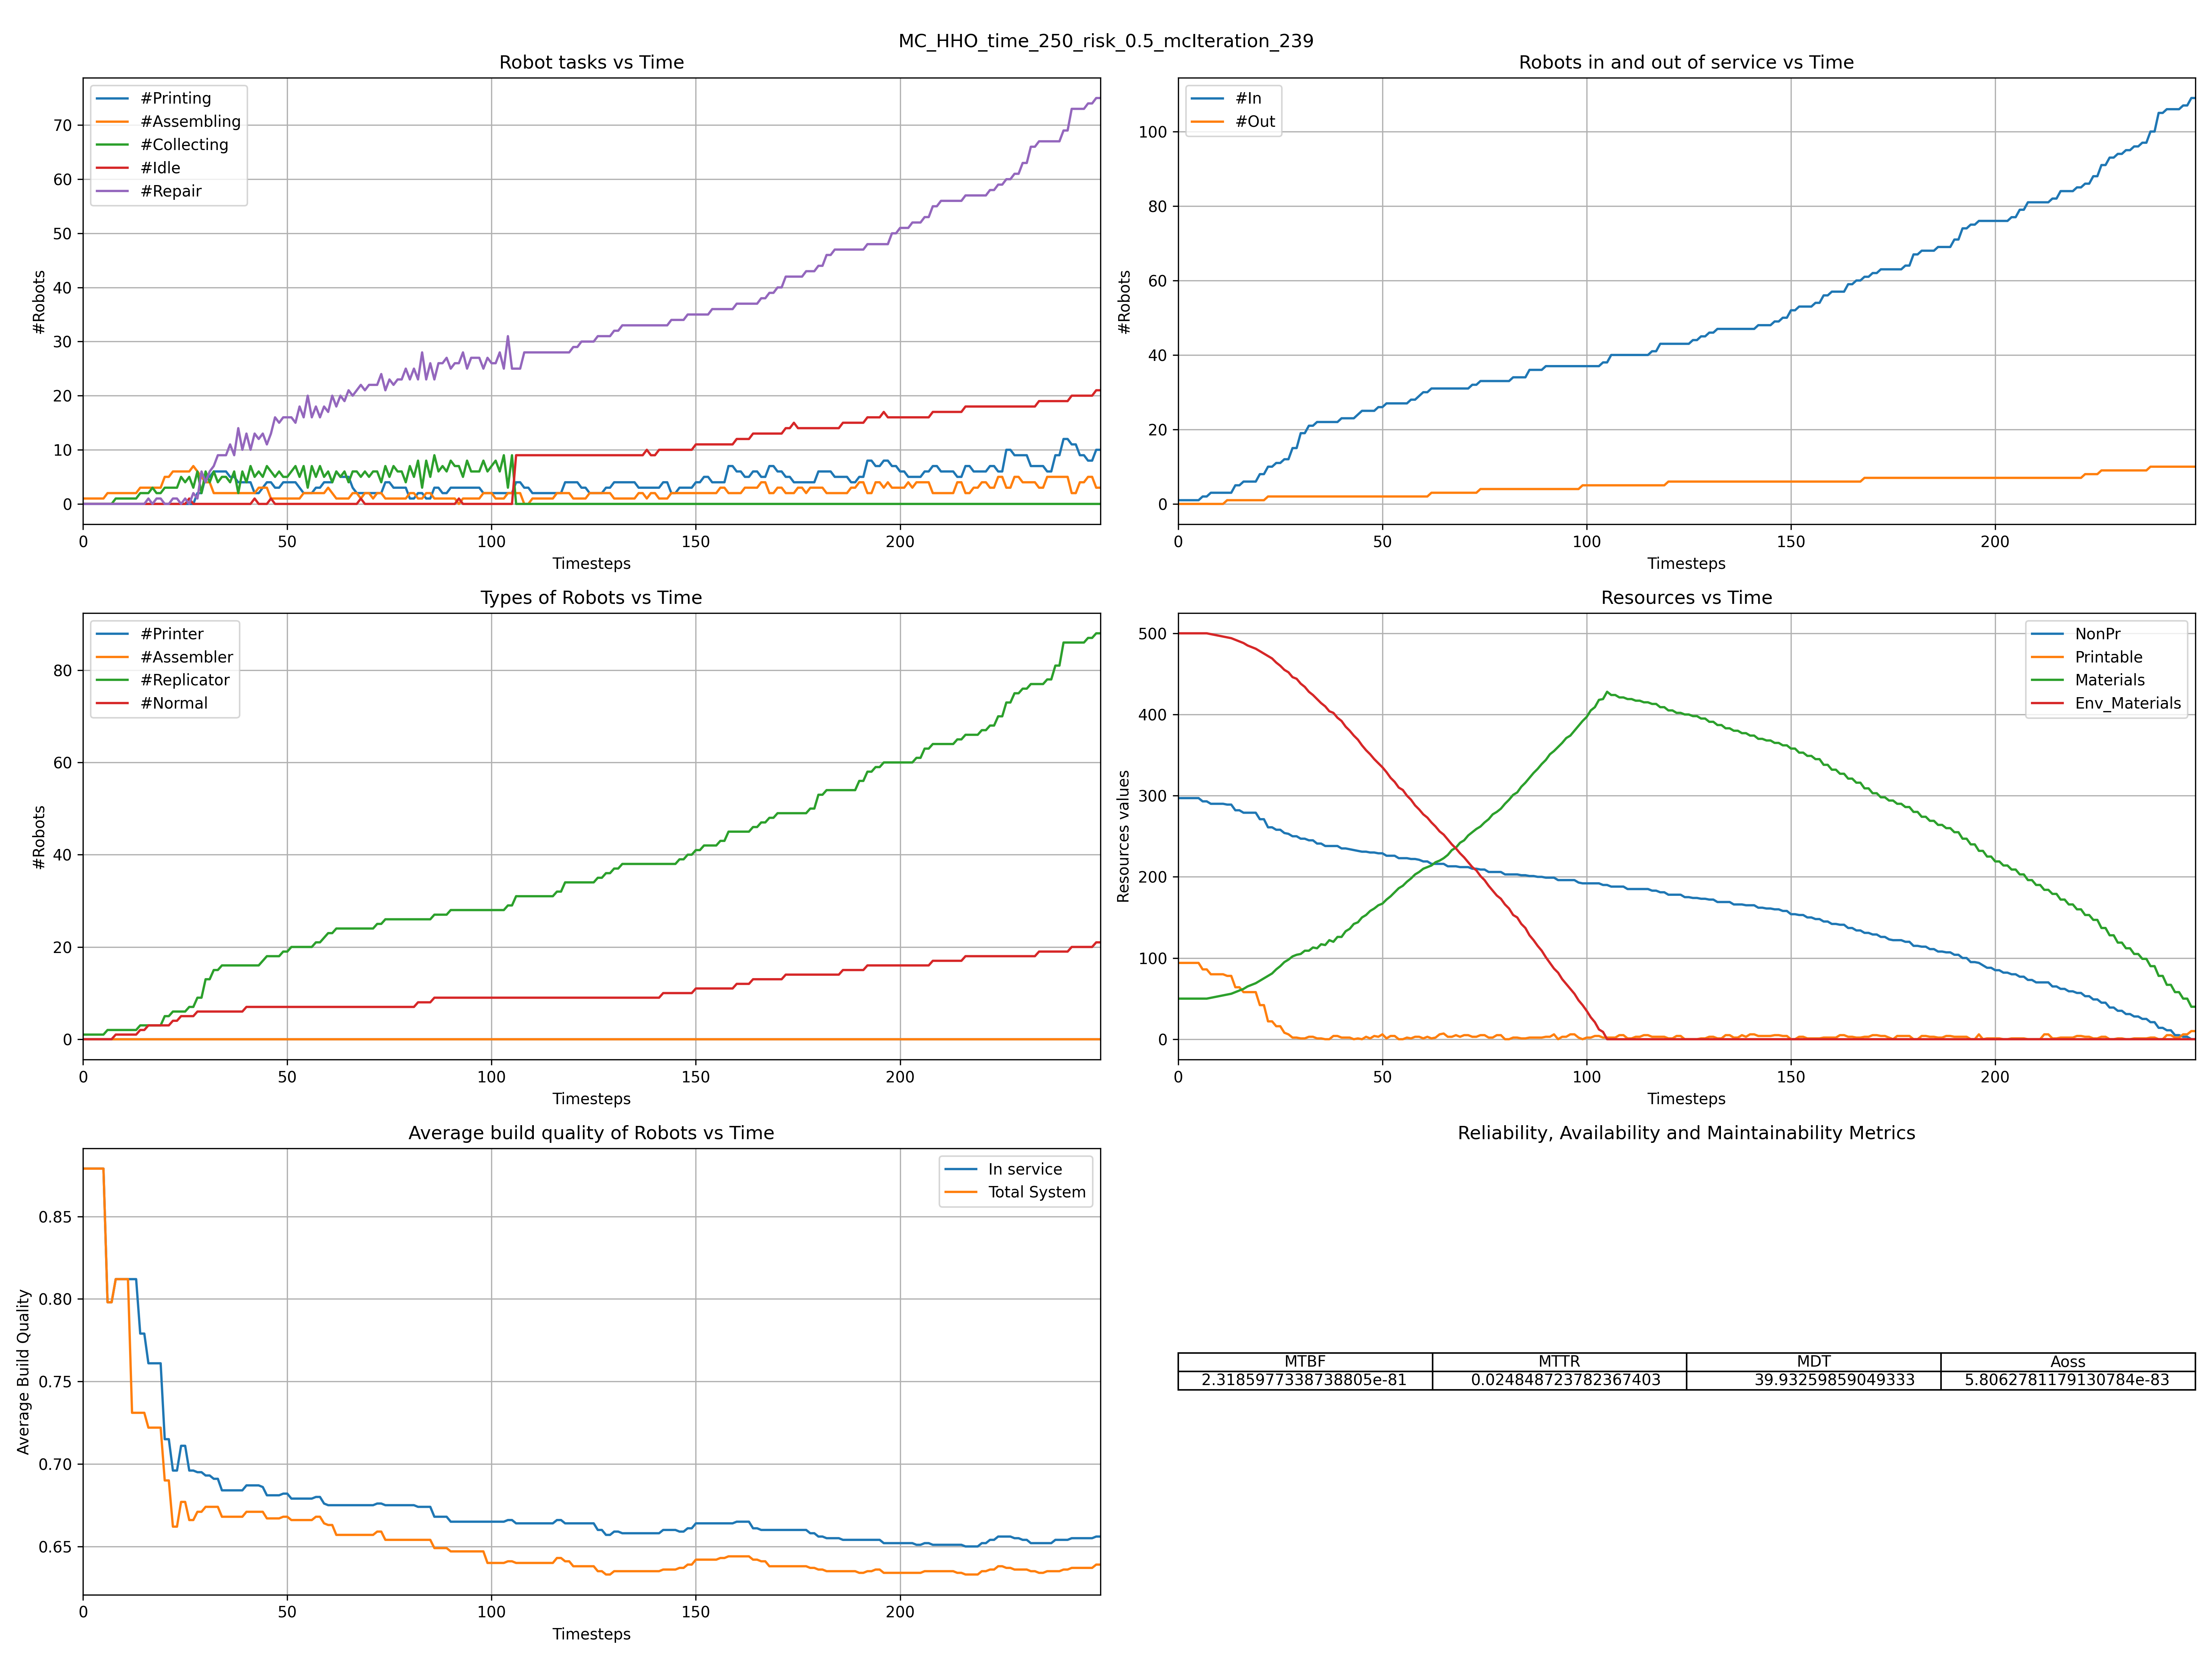 MC_HHO_time_250_risk_0.5_mcIteration_239
Robot tasks vs Time
#Printing
#Assembling
#Collecting
#Idle
#Repair
70
60
50
40
30
20
10
0
#Robots
0 50 100 150 200
Timesteps
Robots in and out of service vs Time
#In
#Out
100
80
60
40
20
0
#Robots
0 50 100 150 200
Timesteps
Types of Robots vs Time
#Printer
#Assembler
#Replicator
#Normal
80
60
40
20
0
#Robots
0 50 100 150 200
Timesteps
Resources vs Time
NonPr
Printable
Materials
Env_Materials
500
400
300
200
100
0
Resources values
0 50 100 150 200
Timesteps
Average build quality of Robots vs Time
In service
Total System
0.85
0.80
0.75
0.70
0.65
Average Build Quality
0 50 100 150 200
Timesteps
Reliability, Availability and Maintainability Metrics
MTBF MTTR MDT Aoss
2.3185977338738805e-81 0.024848723782367403 39.93259859049333 5.8062781179130784e-83